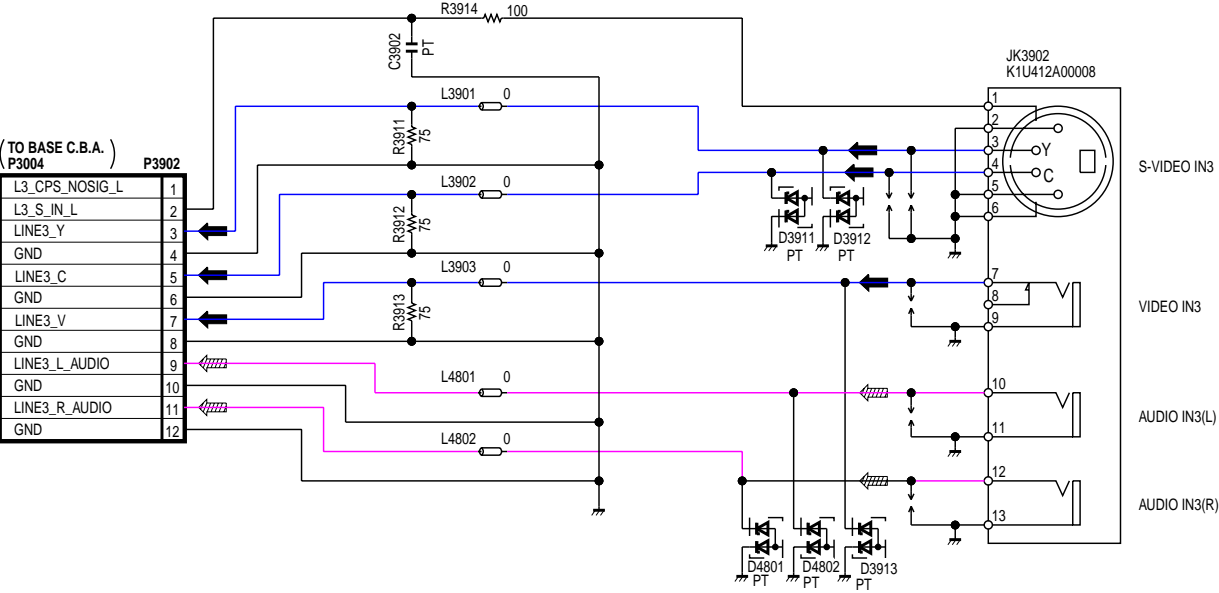 R3914 100
C3902
PT
JK3902
K1U412A00008
L3901 0
R3911
75
( TO BASE C.B.A. )
P3004
P3902
L3_CPS_NOSIG_L 1
L3_S_IN_L 2
LINE3_Y 3
GND 4
LINE3_C 5
GND 6
LINE3_V 7
GND 8
LINE3_L_AUDIO 9
GND 10
LINE3_R_AUDIO 11
GND 12
L3902 0
R3912
75
L3903 0
R3913
75
L4801 0
L4802 0
D3911
PT
D3912
PT
D4801
PT
D4802
PT
D3913
PT
1
2
3
Y
4
C
5
6
S-VIDEO IN3
7
8
9
VIDEO IN3
10
11
AUDIO IN3(L)
12
13
AUDIO IN3(R)